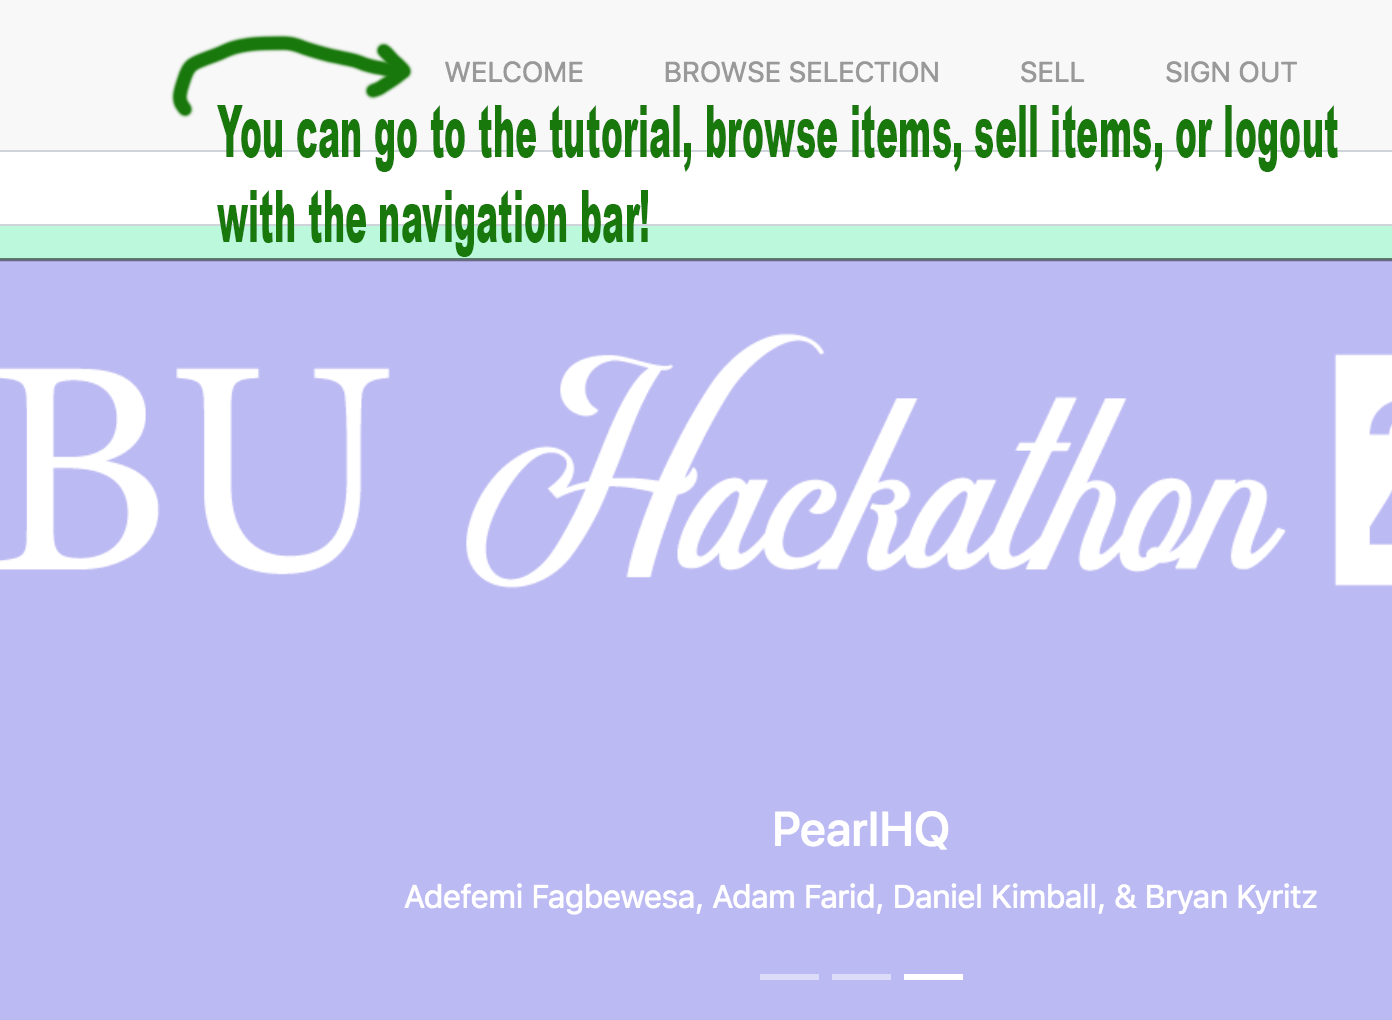 WELCOME BROWSE SELECTION SELL SIGN OUT
You can go to the tutorial, browse items, sell items, or logout
with the navigation bar!
BU Hackathon
PearlHQ
Adefemi Fagbewesa, Adam Farid, Daniel Kimball, & Bryan Kyritz